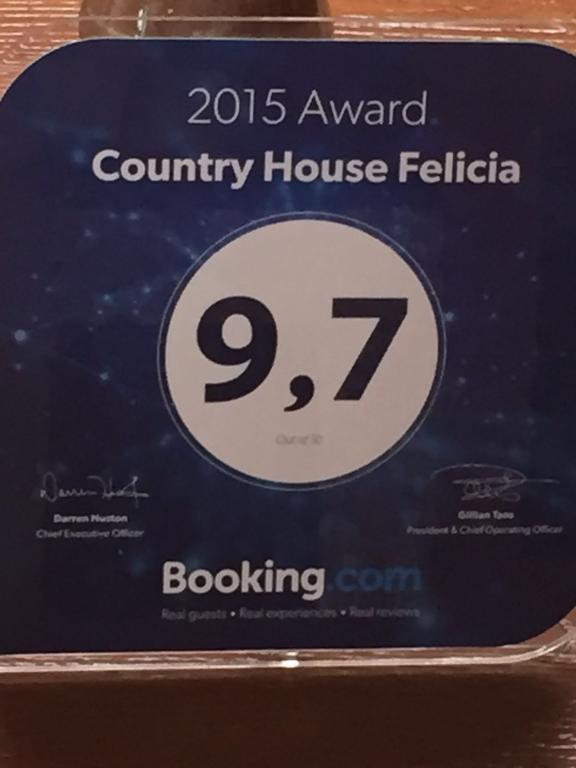 2015 Award
Country House Felicia
9,7
Out of 10
Darren Huston
Chief Executive Officer
Gillian Tans
President & Chief Operating Officer
Booking.com
Real guests • Real experiences • Real reviews